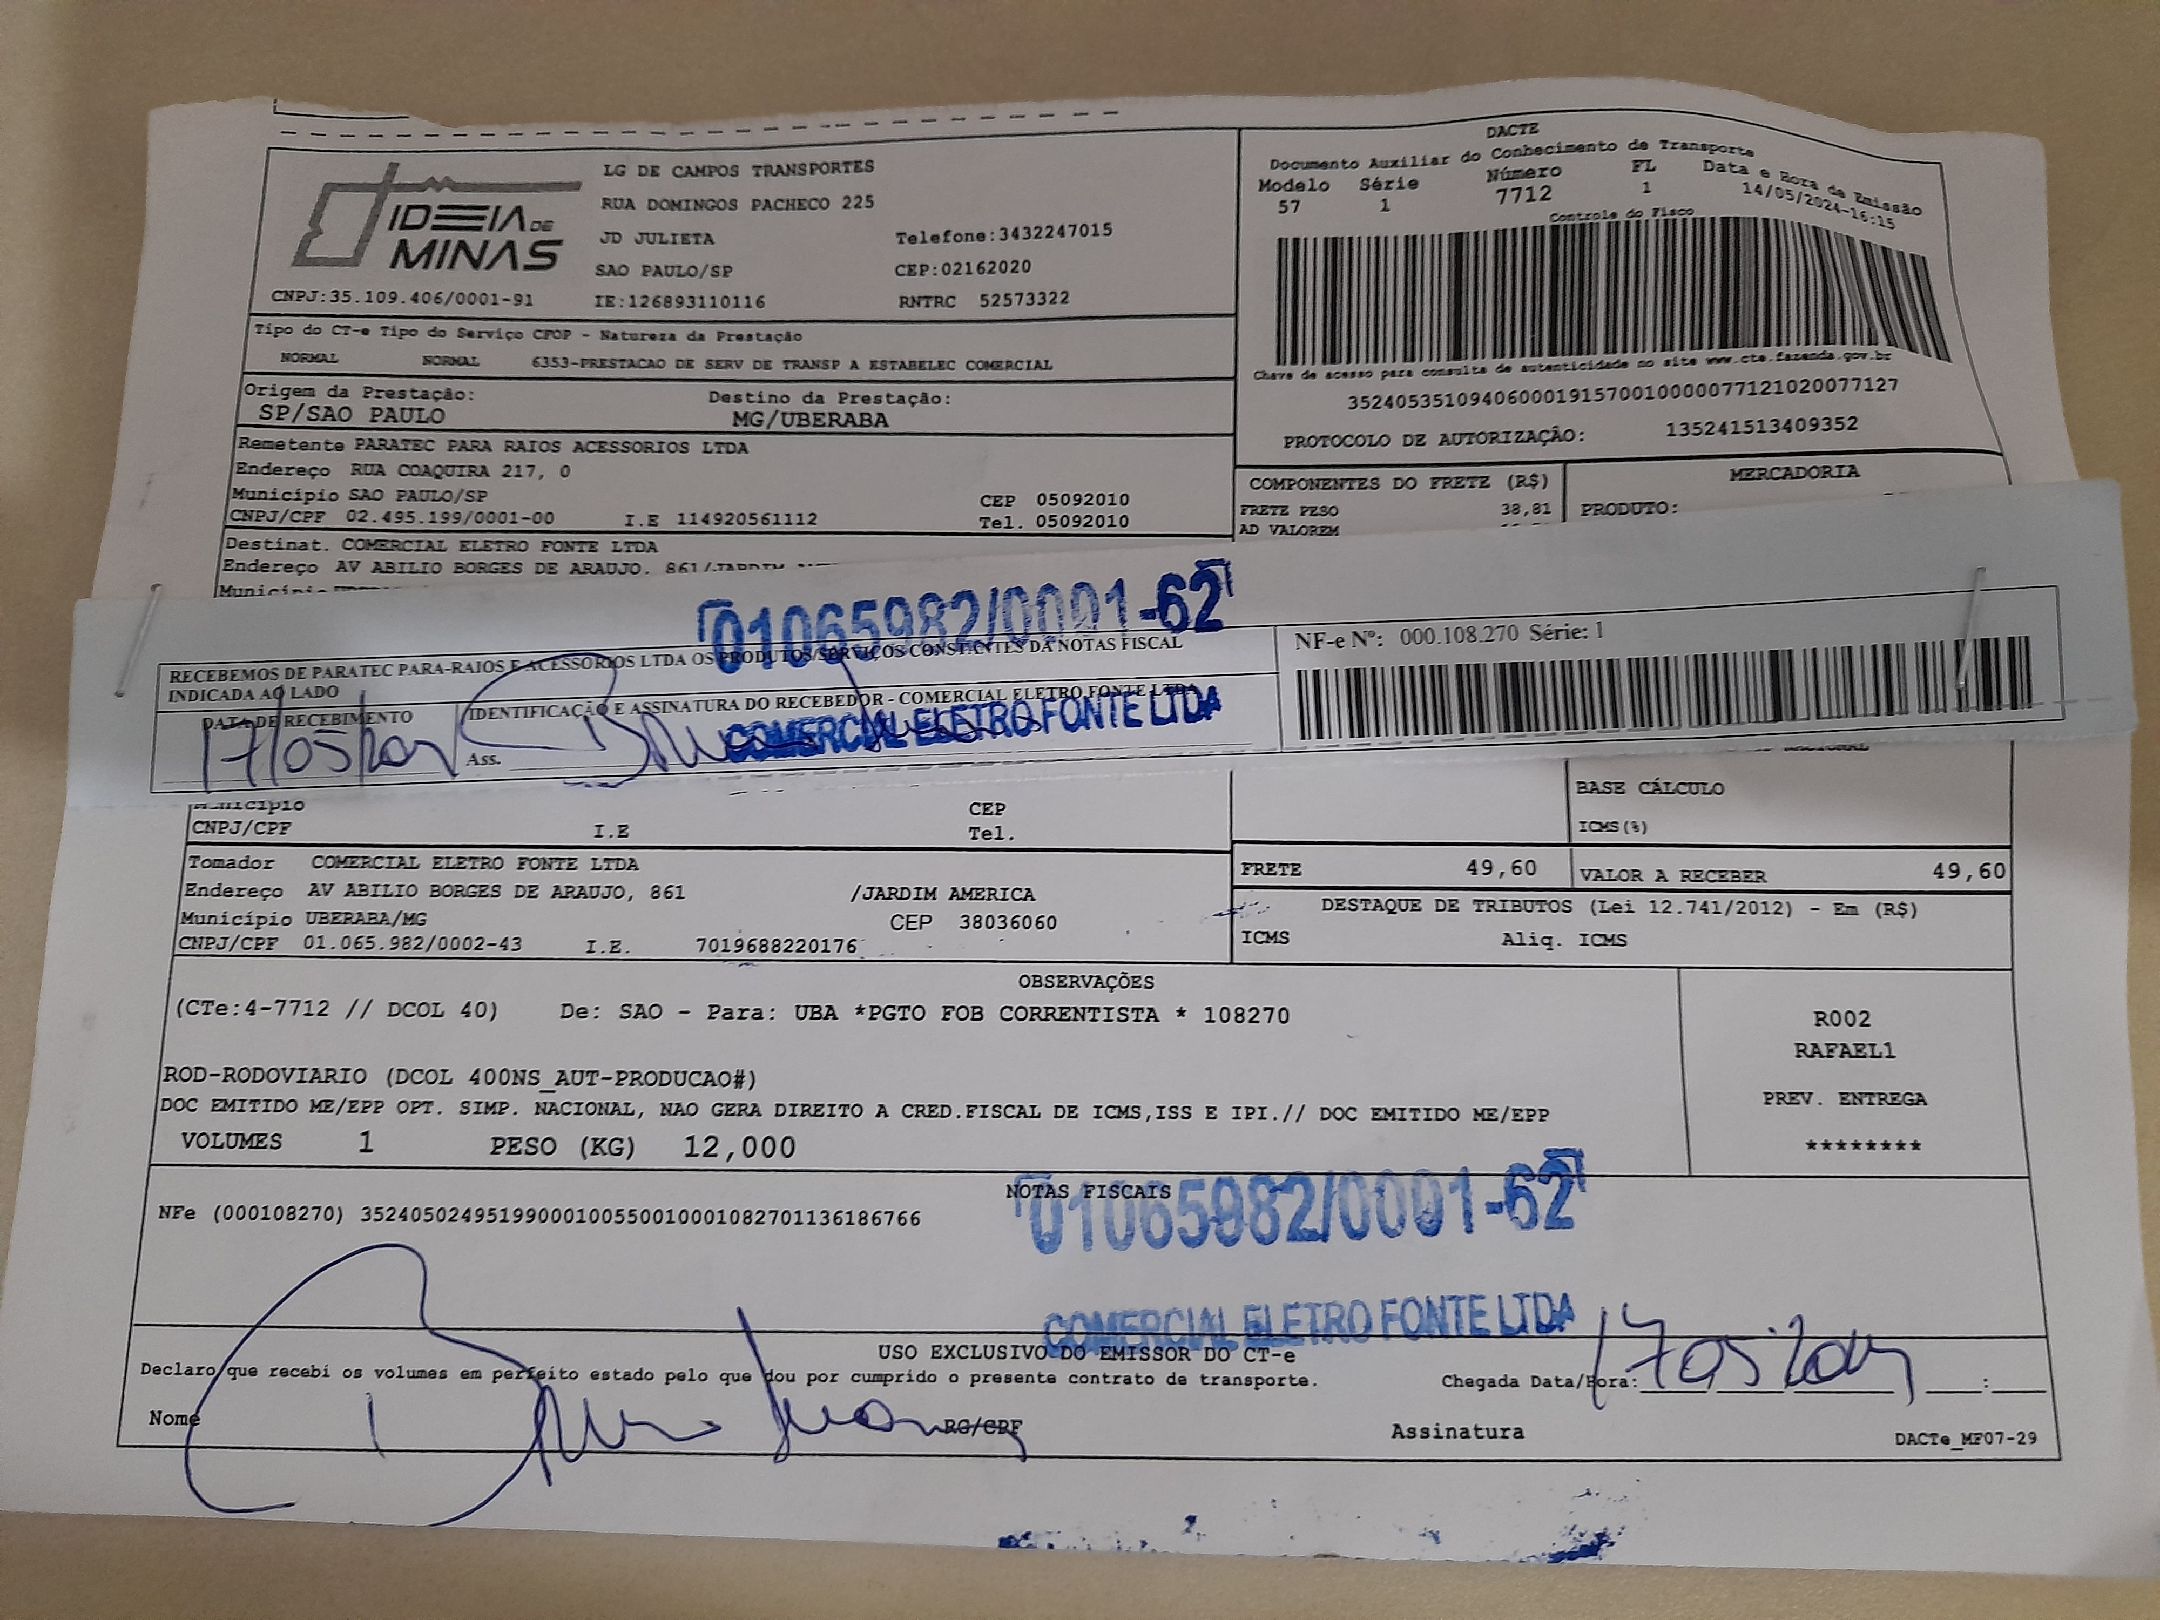 IDEIA DE
MINAS
CNPJ:35.109.406/0001-91
LG DE CAMPOS TRANSPORTES
RUA DOMINGOS PACHECO 225
JD JULIETA Telefone:3432247015
SAO PAULO/SP CEP:02162020
IE:126893110116 RNTRC 52573322
DACTE
Documento Auxiliar do Conhecimento de Transporte
Modelo Série Número FL Data e Hora de Emissão
57 1 7712 1 14/05/2024-16:15
Controle do Fisco
Chave de acesso para consulta de autenticidade no site www.cte.fazenda.gov.br
35240535109406000191570010000077121020077127
PROTOCOLO DE AUTORIZAÇÃO: 135241513409352
Tipo do CT-e Tipo do Serviço CFOP - Natureza da Prestação
NORMAL NORMAL 6353-PRESTACAO DE SERV DE TRANSP A ESTABELEC COMERCIAL
Origem da Prestação: Destino da Prestação:
SP/SAO PAULO MG/UBERABA
Remetente PARATEC PARA RAIOS ACESSORIOS LTDA
Endereço RUA COAQUIRA 217, 0
Município SAO PAULO/SP CEP 05092010
CNPJ/CPF 02.495.199/0001-00 I.E 114920561112 Tel. 05092010
COMPONENTES DO FRETE (R$) MERCADORIA
FRETE PESO 38,81 PRODUTO:
AD VALOREM
Destinat. COMERCIAL ELETRO FONTE LTDA
Endereço AV ABILIO BORGES DE ARAUJO, 861/JARDIM
Município
01065982/0001-62
RECEBEMOS DE PARATEC PARA-RAIOS E ACESSORIOS LTDA OS PRODUTOS/SERVIÇOS CONSTANTES DA NOTAS FISCAL
INDICADA AO LADO
NF-e Nº: 000.108.270 Série: 1
DATA DE RECEBIMENTO IDENTIFICAÇÃO E ASSINATURA DO RECEBEDOR - COMERCIAL ELETRO FONTE LTDA
COMERCIAL ELETRO FONTE LTDA
17/05/2024 Ass.
Município CEP
CNPJ/CPF I.E Tel.
BASE CÁLCULO
ICMS(%)
Tomador COMERCIAL ELETRO FONTE LTDA
Endereço AV ABILIO BORGES DE ARAUJO, 861 /JARDIM AMERICA
Município UBERABA/MG CEP 38036060
CNPJ/CPF 01.065.982/0002-43 I.E. 7019688220176
FRETE 49,60 VALOR A RECEBER 49,60
DESTAQUE DE TRIBUTOS (Lei 12.741/2012) - Em (R$)
ICMS Aliq. ICMS
OBSERVAÇÕES
(CTe:4-7712 // DCOL 40) De: SAO - Para: UBA *PGTO FOB CORRENTISTA * 108270
ROD-RODOVIARIO (DCOL 400NS_AUT-PRODUCAO#)
DOC EMITIDO ME/EPP OPT. SIMP. NACIONAL, NAO GERA DIREITO A CRED.FISCAL DE ICMS,ISS E IPI.// DOC EMITIDO ME/EPP
VOLUMES 1 PESO (KG) 12,000
R002
RAFAEL1
PREV. ENTREGA
********
NOTAS FISCAIS
NFe (000108270) 35240502495199000100550010001082701136186766
01065982/0001-62
COMERCIAL ELETRO FONTE LTDA
USO EXCLUSIVO DO EMISSOR DO CT-e
Declaro que recebi os volumes em perfeito estado pelo que dou por cumprido o presente contrato de transporte.
Chegada Data/Hora: 17 05 2024 :
Nome RG/CPF Assinatura
DACTe_MF07-29